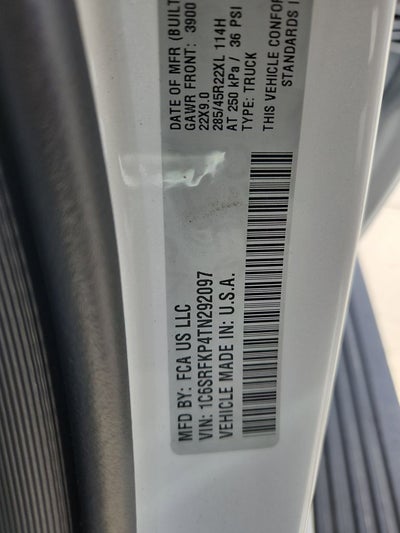 MFD BY: FCA US LLC
VIN: 1C6SRFKP4TN292097
VEHICLE MADE IN: U.S.A.
DATE OF MFR (BUILT
GAWR FRONT: 3900
22X9.0
285/45R22XL 114H
AT 250 kPa / 36 PSI
TYPE: TRUCK
THIS VEHICLE CONFOR
STANDARDS I